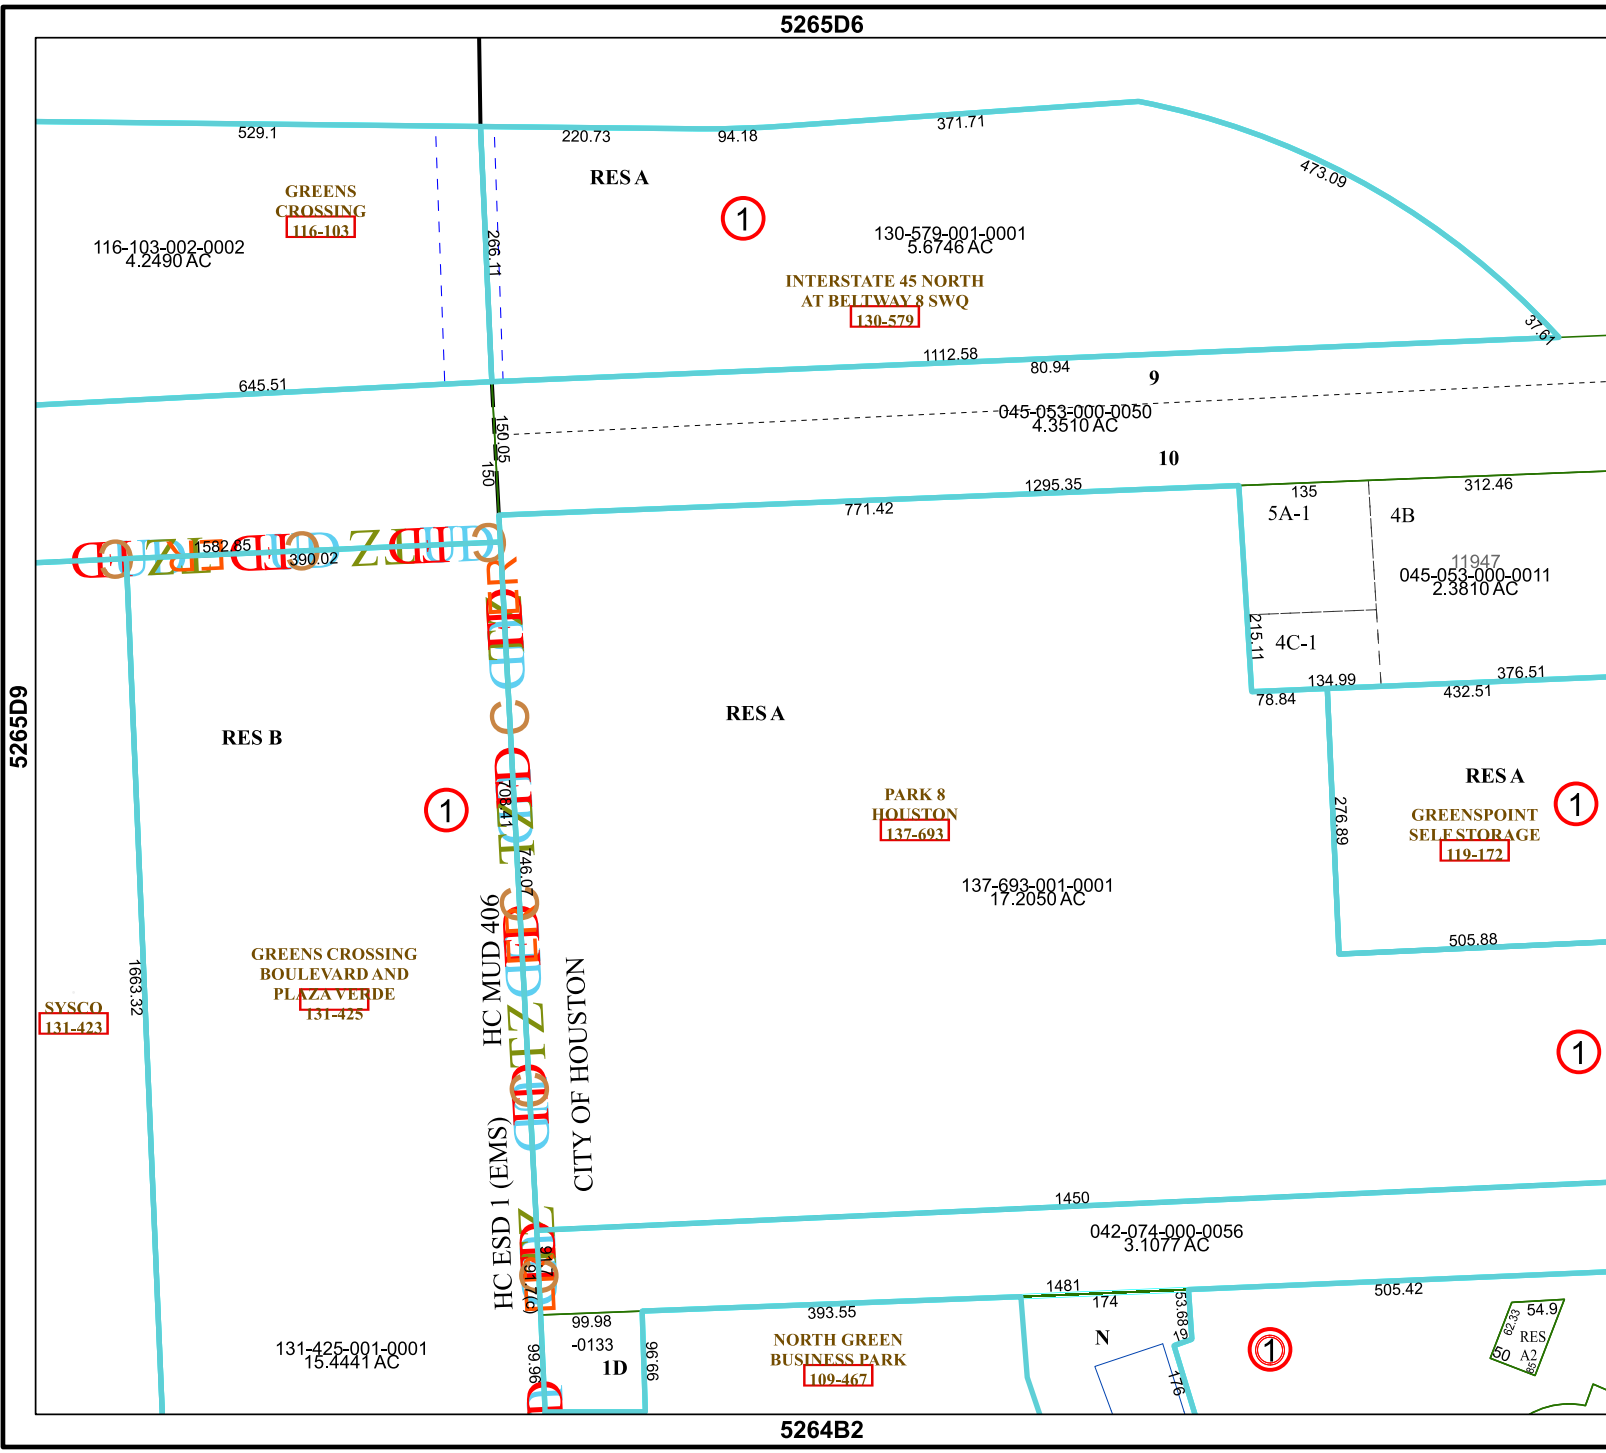 5265D6
529.1
220.73
94.18
371.71
473.09
RES A
1
GREENS
CROSSING
116-103
116-103-002-0002
4.2490 AC
266.11
130-579-001-0001
5.6746 AC
INTERSTATE 45 NORTH
AT BELTWAY 8 SWQ
130-579
37.61
645.51
1112.58
80.94
9
045-053-000-0050
4.3510 AC
150.05
150
10
1295.35
771.42
135
312.46
5A-1
4B
1582.85
390.02
11947
045-053-000-0011
2.3810 AC
215.11
4C-1
134.99
376.51
78.84
432.51
5265D9
RES B
RES A
RES A
1
708.41
746.07
PARK 8
HOUSTON
137-693
276.89
1
GREENSPOINT
SELF STORAGE
119-172
137-693-001-0001
17.2050 AC
505.88
HC MUD 406
CITY OF HOUSTON
GREENS CROSSING
BOULEVARD AND
PLAZA VERDE
131-425
1663.32
SYSCO
131-423
1
HC ESD 1 (EMS)
1450
042-074-000-0056
3.1077 AC
917(d)
1481
174
505.42
393.55
99.98
-0133
1D
99.96
96.66
NORTH GREEN
BUSINESS PARK
109-467
N
53.68
19
176
1
62.33
54.9
RES
A2
50
85
131-425-001-0001
15.4441 AC
5264B2